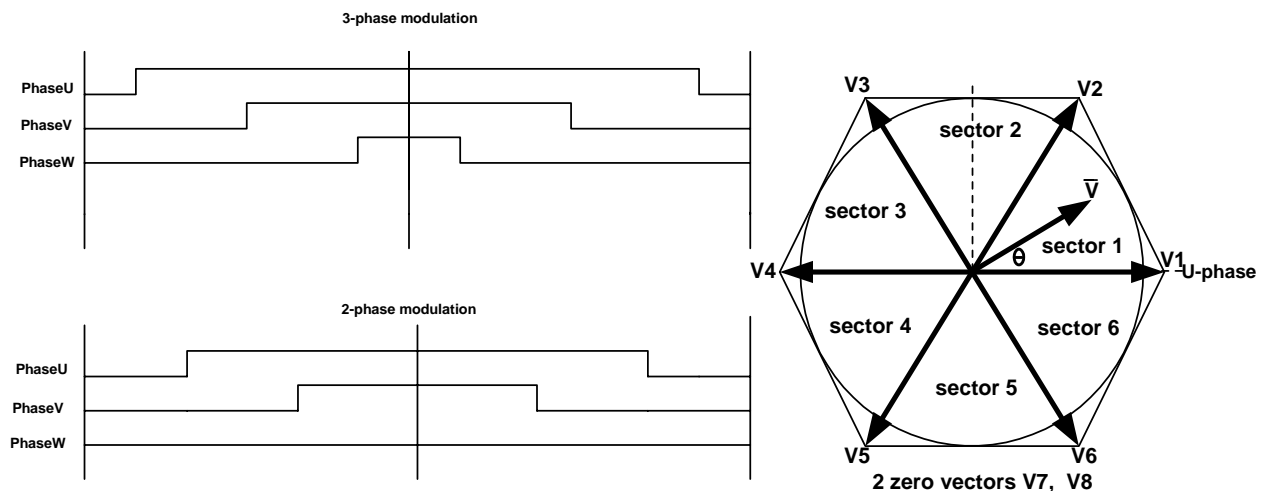 3-phase modulation
PhaseU
PhaseV
PhaseW
2-phase modulation
PhaseU
PhaseV
PhaseW
V3
V2
sector 2
V̅
sector 3
sector 1
θ
V4
V1
U-phase
sector 4
sector 6
sector 5
V5
V6
2 zero vectors V7, V8